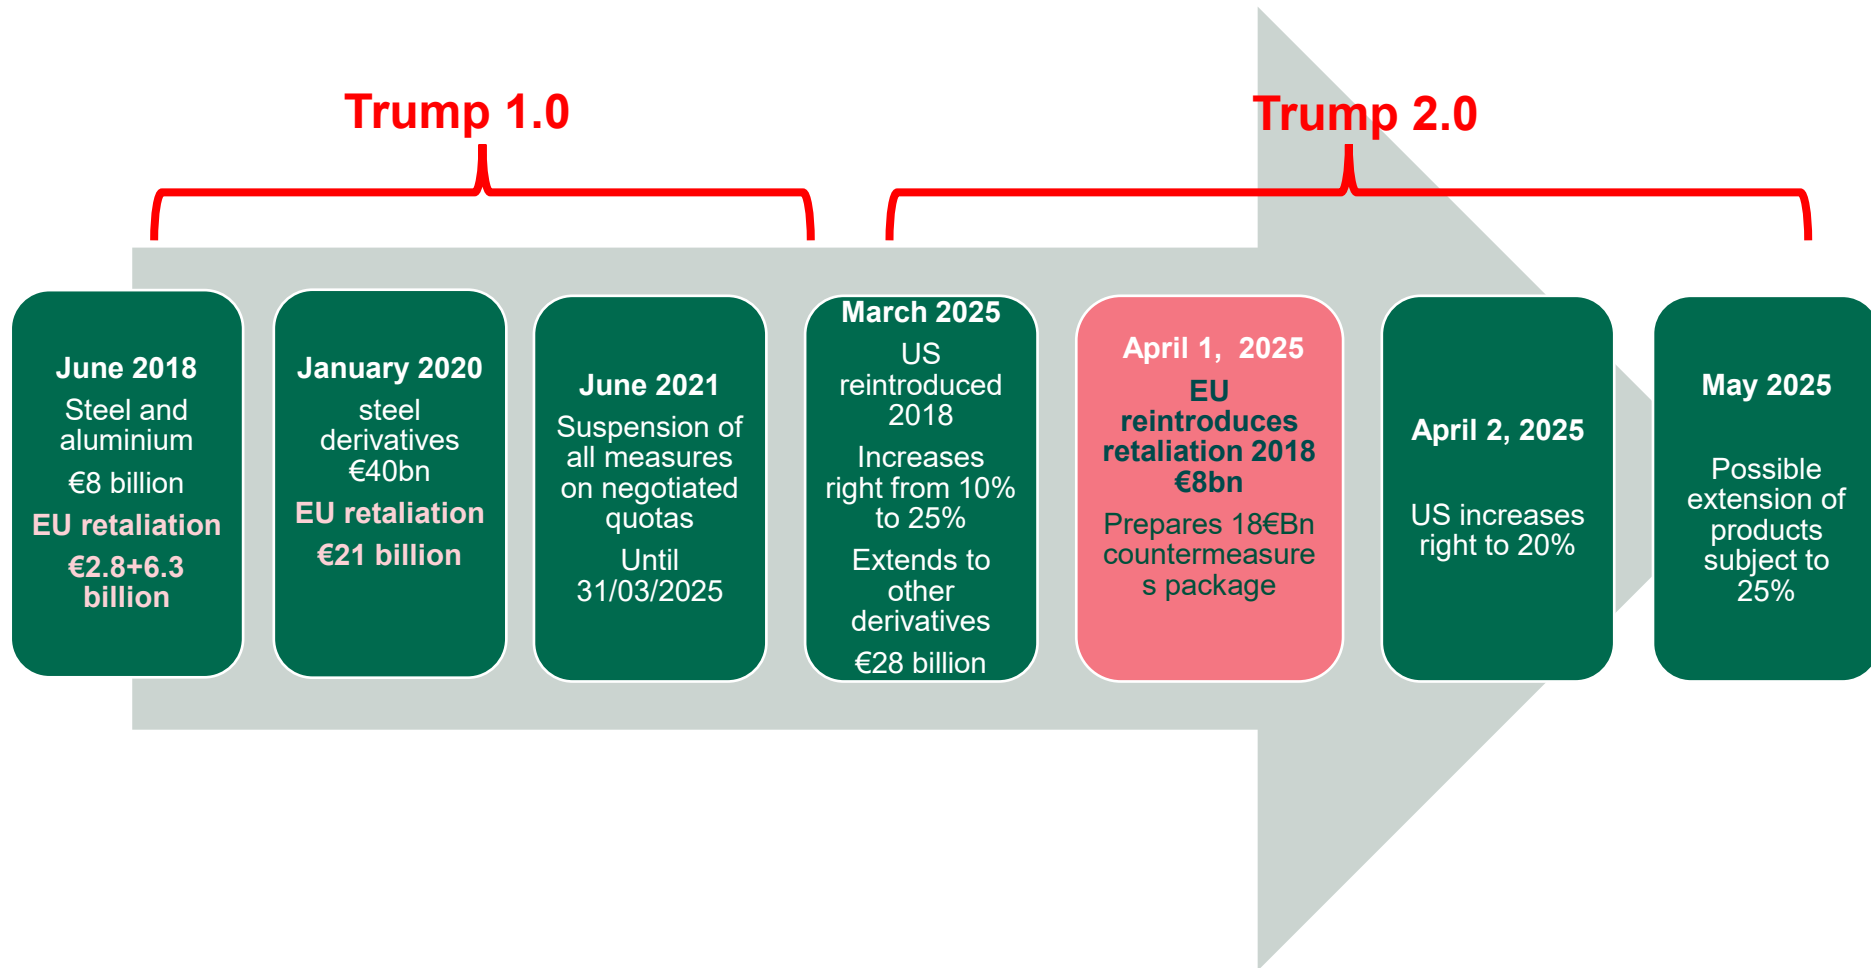 Trump 1.0
Trump 2.0
June 2018
Steel and
aluminium
€8 billion
EU retaliation
€2.8+6.3
billion
January 2020
steel
derivatives
€40bn
EU retaliation
€21 billion
June 2021
Suspension of
all measures
on negotiated
quotas
Until
31/03/2025
March 2025
US
reintroduced
2018
Increases
right from 10%
to 25%
Extends to
other
derivatives
€28 billion
April 1, 2025
EU
reintroduces
retaliation 2018
€8bn
Prepares 18€Bn
countermeasure
s package
April 2, 2025
US increases
right to 20%
May 2025
Possible
extension of
products
subject to
25%